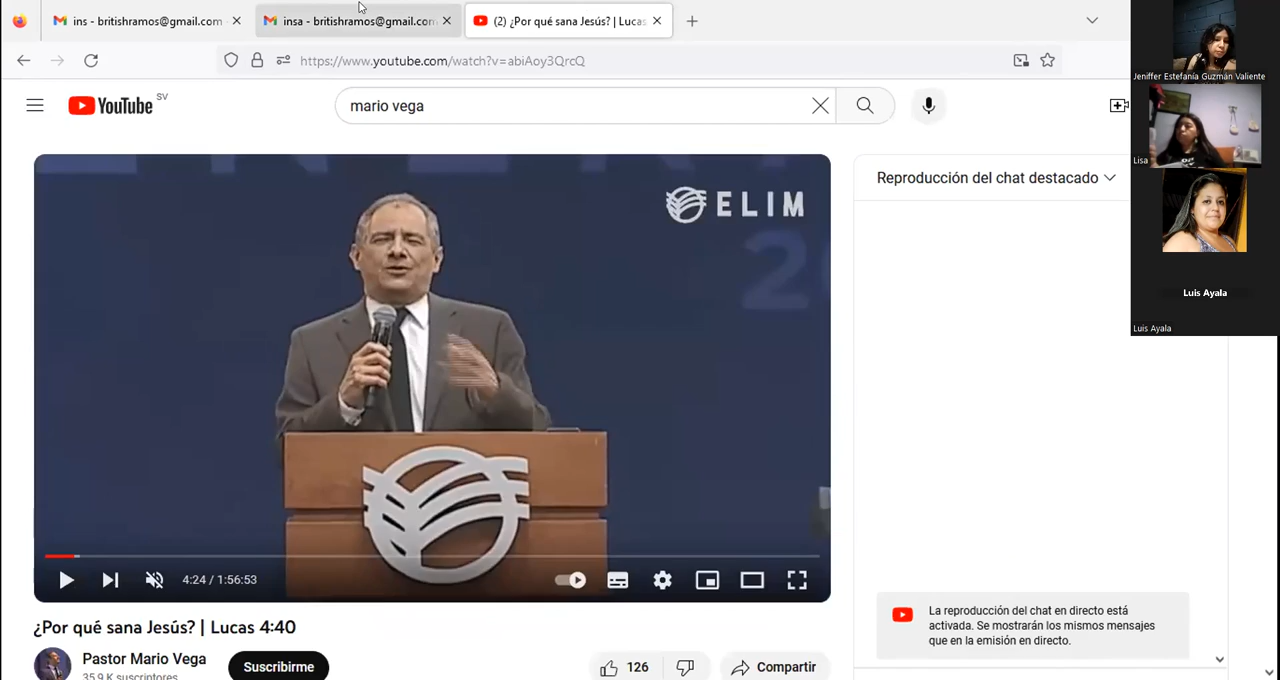 ins - britishramos@gmail.com -
insa - britishramos@gmail.com
(2) ¿Por qué sana Jesús? | Lucas
https://www.youtube.com/watch?v=abiAoy3QrcQ
YouTube SV
mario vega
ELIM
Reproducción del chat destacado
Jeniffer Estefanía Guzmán Valiente
Lisa
Luis Ayala
Luis Ayala
4:24 / 1:56:53
La reproducción del chat en directo está
activada. Se mostrarán los mismos mensajes
que en la emisión en directo.
¿Por qué sana Jesús? | Lucas 4:40
Pastor Mario Vega
35,9 K suscriptores
Suscribirme
126
Compartir